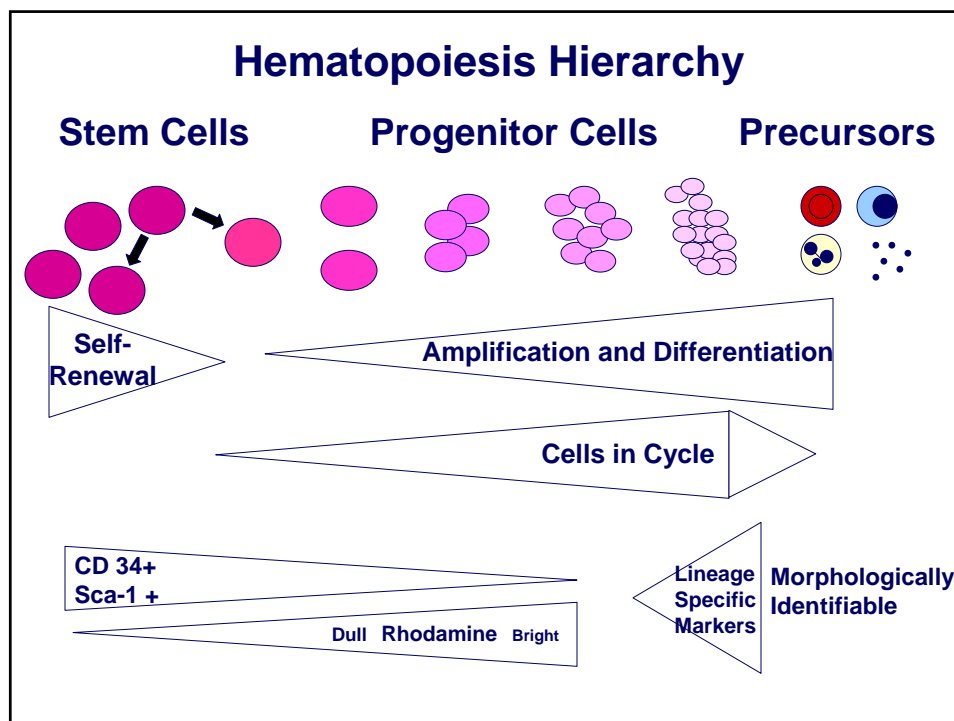 Hematopoiesis Hierarchy
Stem Cells
Progenitor Cells
Precursors
Self-
Renewal
Amplification and Differentiation
Cells in Cycle
CD 34+
Sca-1 +
Dull Rhodamine Bright
Lineage
Specific
Markers
Morphologically
Identifiable